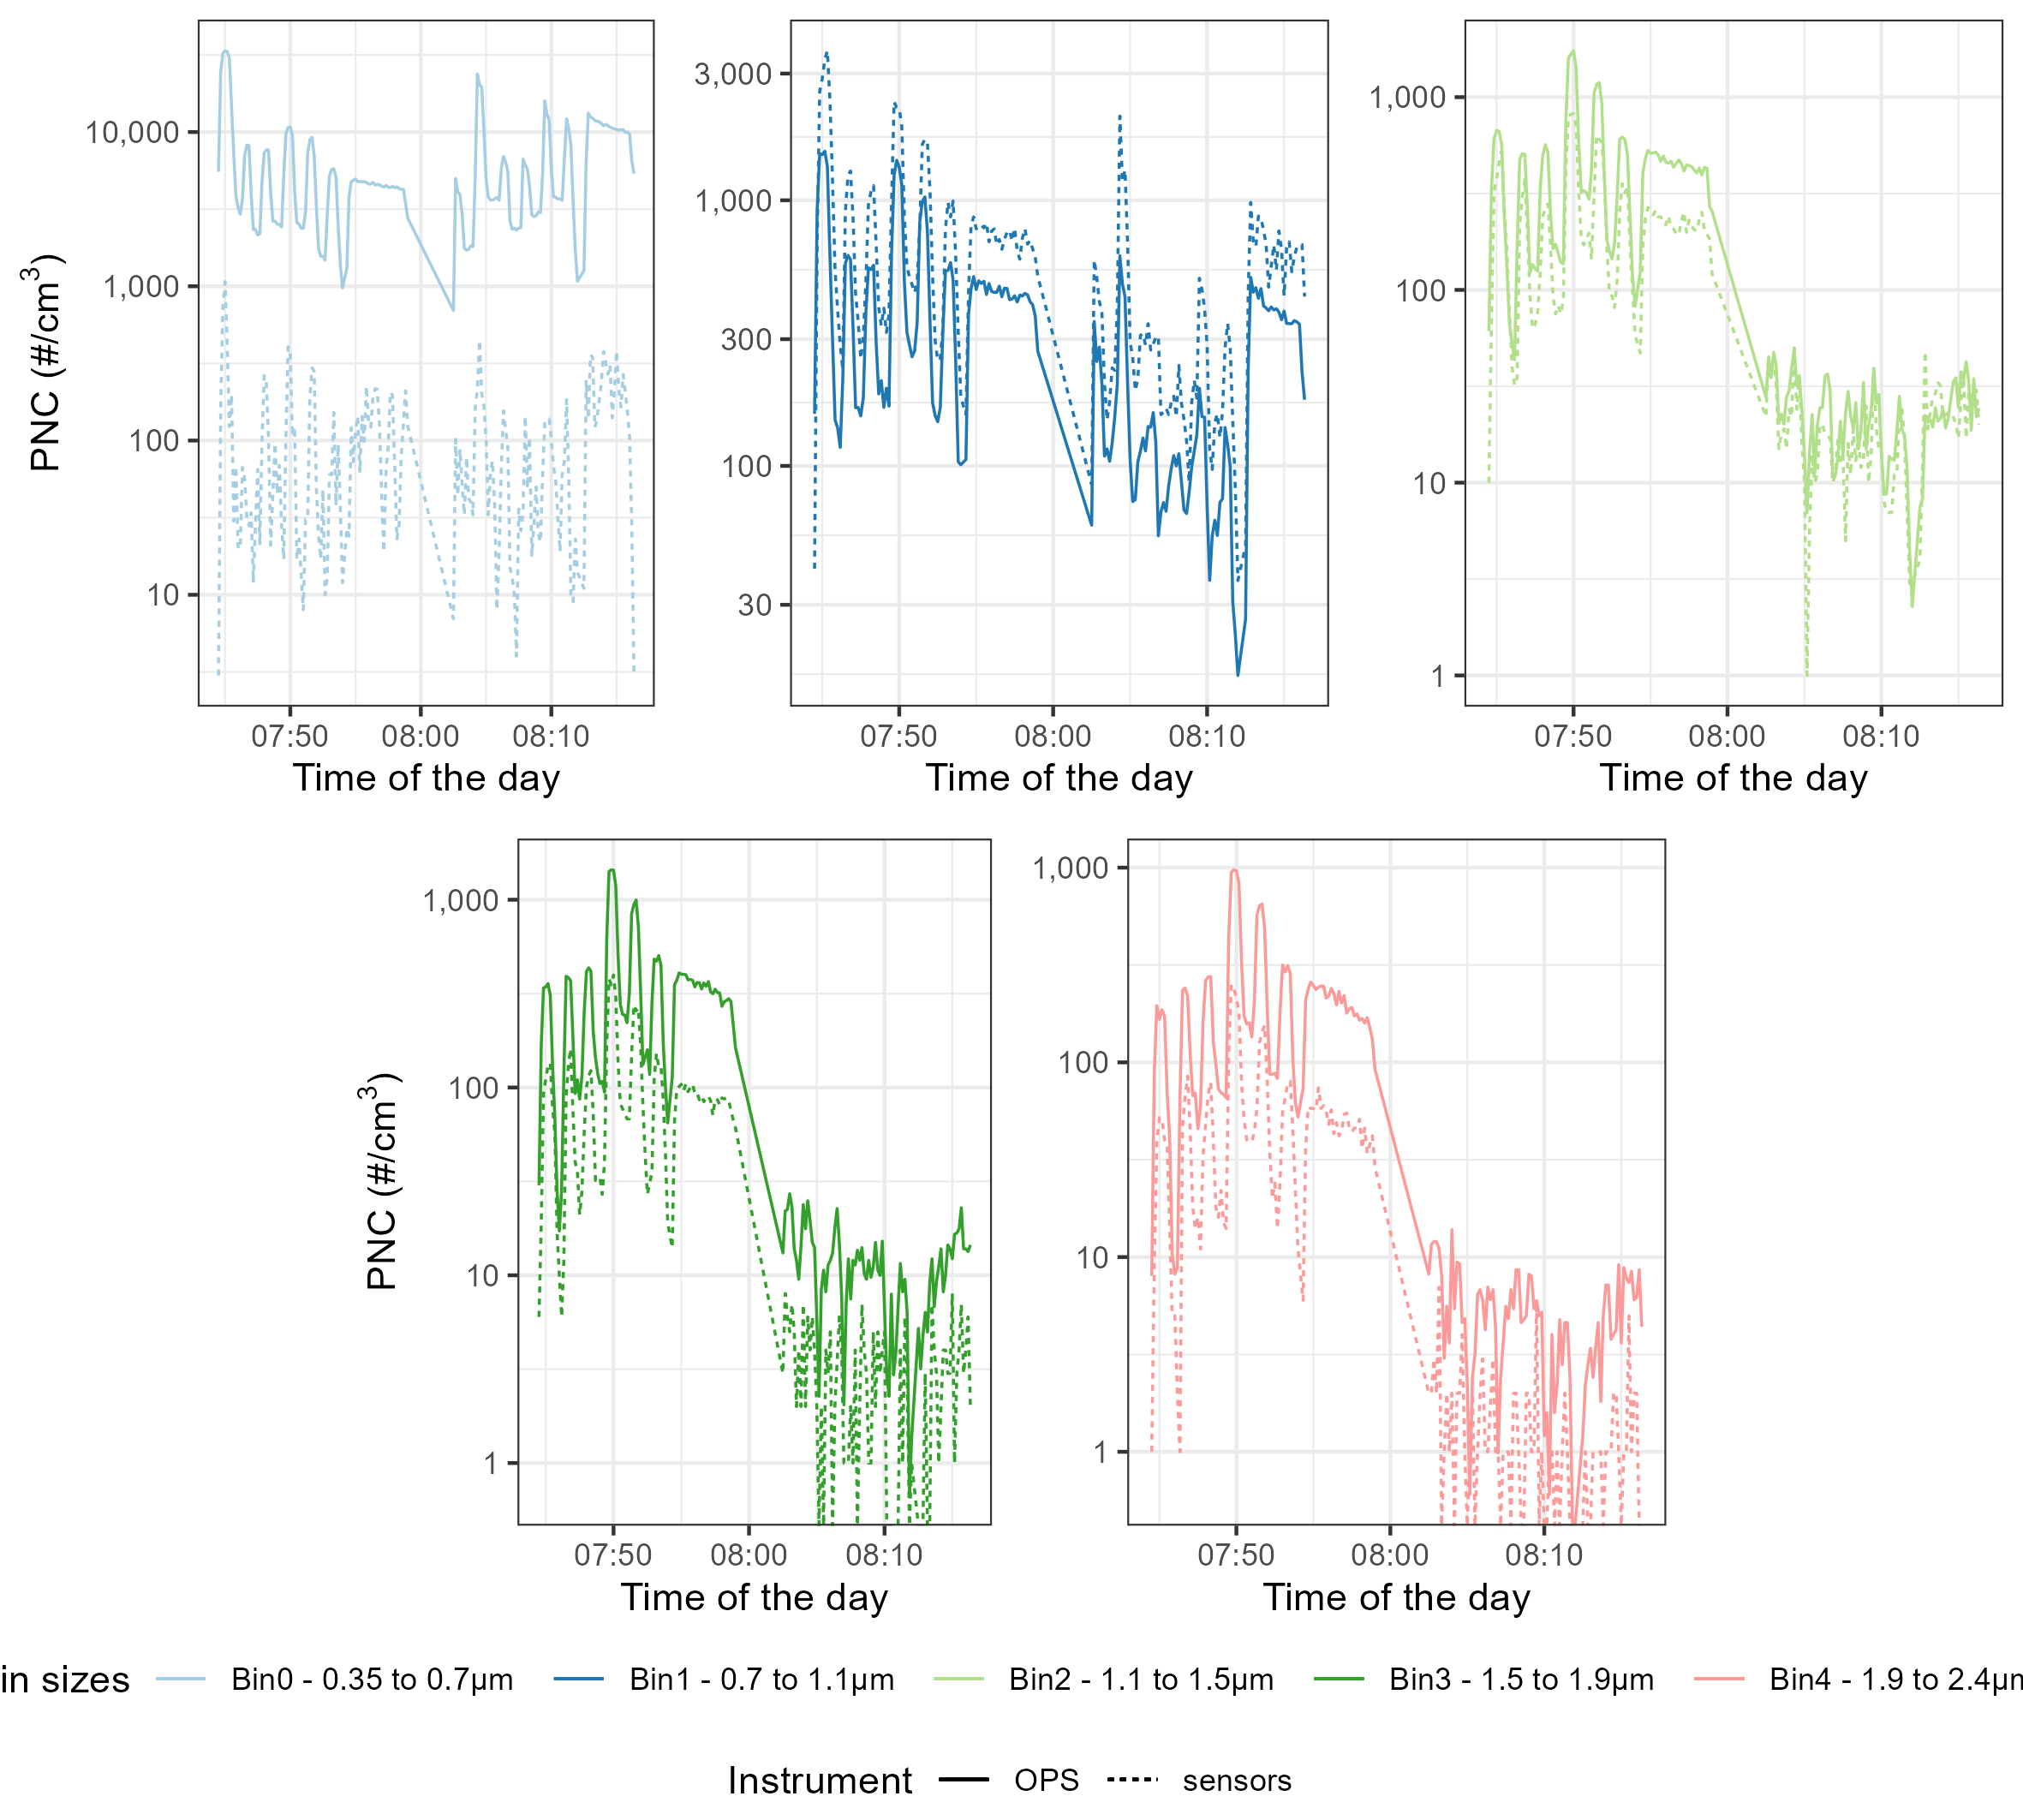 PNC (#/cm³)
10,000
1,000
100
10
07:50 08:00 08:10
Time of the day
3,000
1,000
300
100
30
07:50 08:00 08:10
Time of the day
1,000
100
10
1
07:50 08:00 08:10
Time of the day
PNC (#/cm³)
1,000
100
10
1
07:50 08:00 08:10
Time of the day
1,000
100
10
1
07:50 08:00 08:10
Time of the day
in sizes Bin0 - 0.35 to 0.7µm Bin1 - 0.7 to 1.1µm Bin2 - 1.1 to 1.5µm Bin3 - 1.5 to 1.9µm Bin4 - 1.9 to 2.4µm
Instrument OPS sensors